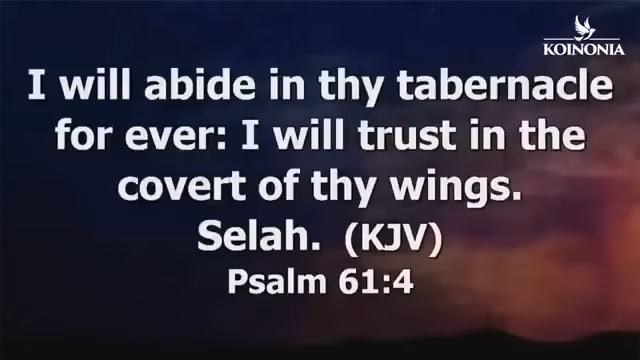 KOINONIA
I will abide in thy tabernacle
for ever: I will trust in the
covert of thy wings.
Selah. (KJV)
Psalm 61:4